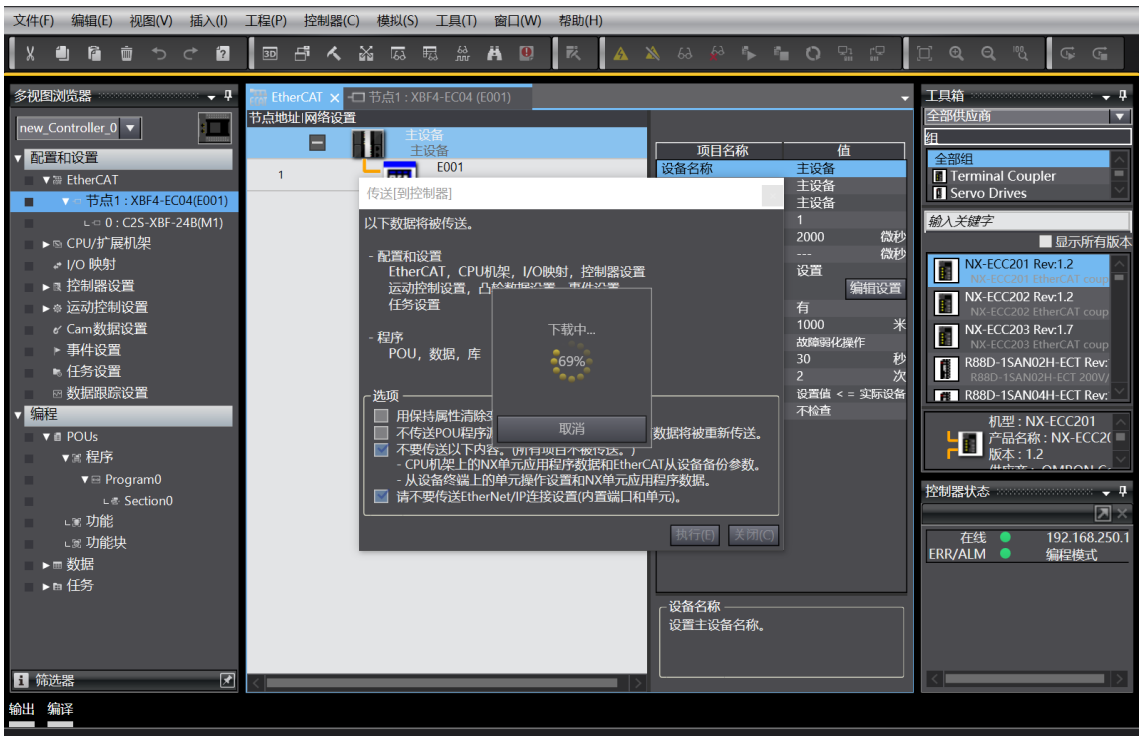 文件(F) 编辑(E) 视图(V) 插入(I) 工程(P) 控制器(C) 模拟(S) 工具(T) 窗口(W) 帮助(H)
多视图浏览器
new_Controller_0
配置和设置
EtherCAT
节点1 : XBF4-EC04(E001)
0 : C2S-XBF-24B(M1)
CPU/扩展机架
I/O 映射
控制器设置
运动控制设置
Cam数据设置
事件设置
任务设置
数据跟踪设置
编程
POUs
程序
Program0
Section0
功能
功能块
数据
任务
筛选器
输出 编译
EtherCAT
节点1 : XBF4-EC04 (E001)
节点地址|网络设置
主设备
主设备
1
E001
项目名称 值
设备名称 主设备
主设备
主设备
1
2000 微秒
--- 微秒
设置
编辑设置
有
1000 米
故障弱化操作
30 秒
2 次
设置值 < = 实际设备
不检查
设备名称
设置主设备名称。
传送[到控制器]
以下数据将被传送。
- 配置和设置
EtherCAT，CPU机架，I/O映射，控制器设置
运动控制设置，凸轮数据设置，事件设置
任务设置
- 程序
POU，数据，库
下载中...
69%
取消
选项
用保持属性清除
不传送POU程序 数据将被重新传送。
不要传送以下内容。(所有项目不被传送。)
- CPU机架上的NX单元应用程序数据和EtherCAT从设备备份参数。
- 从设备终端上的单元操作设置和NX单元应用程序数据。
请不要传送EtherNet/IP连接设置(内置端口和单元)。
执行(E) 关闭(C)
工具箱
全部供应商
组
全部组
Terminal Coupler
Servo Drives
输入关键字
显示所有版本
NX-ECC201 Rev:1.2
NX-ECC201 EtherCAT coup
NX-ECC202 Rev:1.2
NX-ECC202 EtherCAT coup
NX-ECC203 Rev:1.7
NX-ECC203 EtherCAT coup
R88D-1SAN02H-ECT Rev:
R88D-1SAN02H-ECT 200V/
R88D-1SAN04H-ECT Rev:
机型 : NX-ECC201
产品名称 : NX-ECC2(
版本 : 1.2
供应商 : OMRON
控制器状态
在线 192.168.250.1
ERR/ALM 编程模式